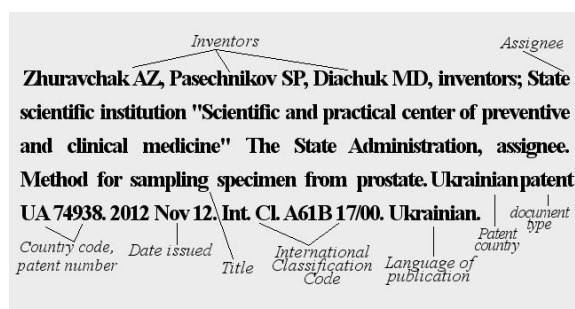 Inventors
Assignee
Zhuravchak AZ, Pasechnikov SP, Diachuk MD, inventors; State
scientific institution "Scientific and practical center of preventive
and clinical medicine" The State Administration, assignee.
Method for sampling specimen from prostate. Ukrainian patent
UA 74938. 2012 Nov 12. Int. Cl. A61B 17/00. Ukrainian.
Country code,
patent number
Date issued
Title
International
Classification
Code
Language of
publication
Patent
country
document
type